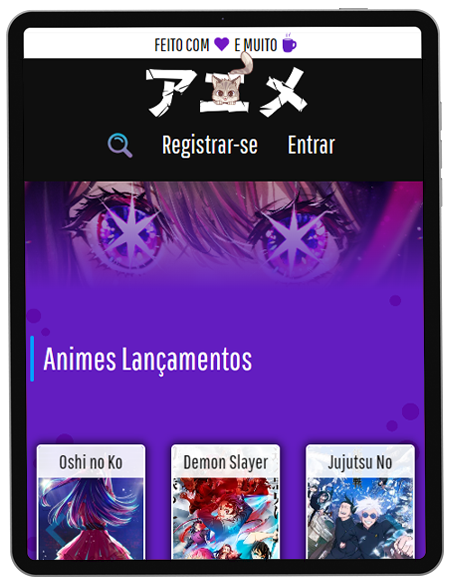 FEITO COM 💜 E MUITO ☕
アニメ
Registrar-se Entrar
Animes Lançamentos
Oshi no Ko Demon Slayer Jujutsu No